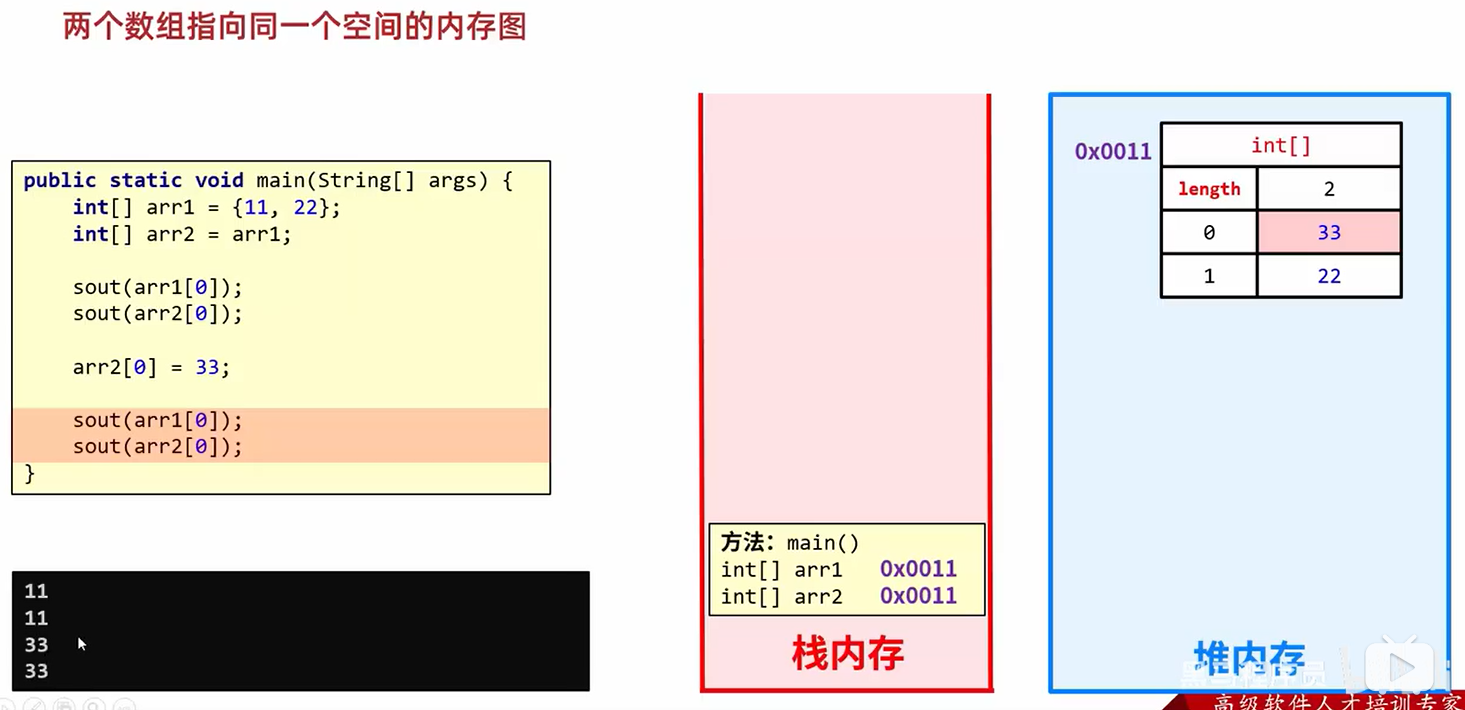 两个数组指向同一个空间的内存图
public static void main(String[] args) {
int[] arr1 = {11, 22};
int[] arr2 = arr1;
sout(arr1[0]);
sout(arr2[0]);
arr2[0] = 33;
sout(arr1[0]);
sout(arr2[0]);
}
11
11
33
33
方法：main()
int[] arr1 0x0011
int[] arr2 0x0011
栈内存
0x0011
int[]
length 2
0 33
1 22
堆内存
黑马程序员
高级软件人才培训专家